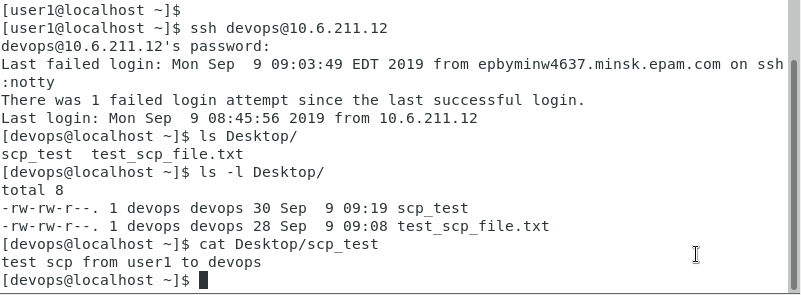 [user1@localhost ~]$
[user1@localhost ~]$ ssh devops@10.6.211.12
devops@10.6.211.12's password:
Last failed login: Mon Sep  9 09:03:49 EDT 2019 from epbyminw4637.minsk.epam.com on ssh
:notty
There was 1 failed login attempt since the last successful login.
Last login: Mon Sep  9 08:45:56 2019 from 10.6.211.12
[devops@localhost ~]$ ls Desktop/
scp_test  test_scp_file.txt
[devops@localhost ~]$ ls -l Desktop/
total 8
-rw-rw-r--. 1 devops devops 30 Sep  9 09:19 scp_test
-rw-rw-r--. 1 devops devops 28 Sep  9 09:08 test_scp_file.txt
[devops@localhost ~]$ cat Desktop/scp_test
test scp from user1 to devops
[devops@localhost ~]$